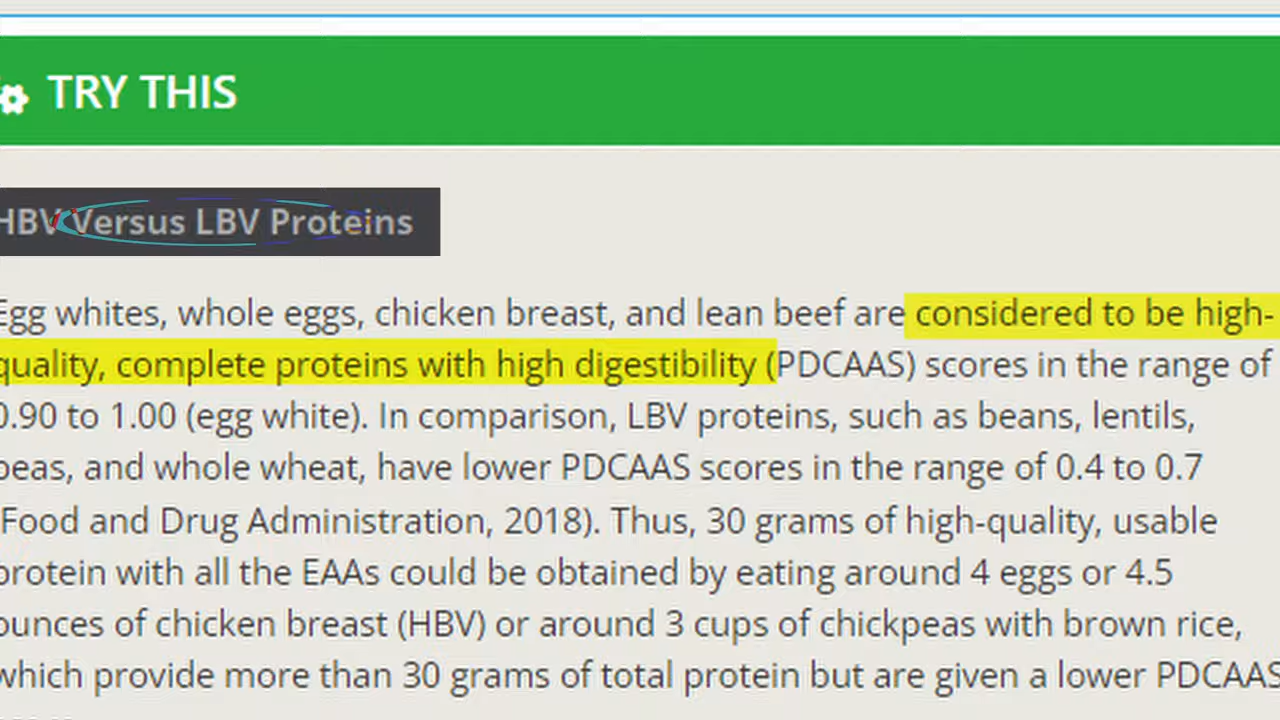 TRY THIS
HBV Versus LBV Proteins
Egg whites, whole eggs, chicken breast, and lean beef are considered to be high-
quality, complete proteins with high digestibility (PDCAAS) scores in the range of
0.90 to 1.00 (egg white). In comparison, LBV proteins, such as beans, lentils,
peas, and whole wheat, have lower PDCAAS scores in the range of 0.4 to 0.7
(Food and Drug Administration, 2018). Thus, 30 grams of high-quality, usable
protein with all the EAAs could be obtained by eating around 4 eggs or 4.5
ounces of chicken breast (HBV) or around 3 cups of chickpeas with brown rice,
which provide more than 30 grams of total protein but are given a lower PDCAAS